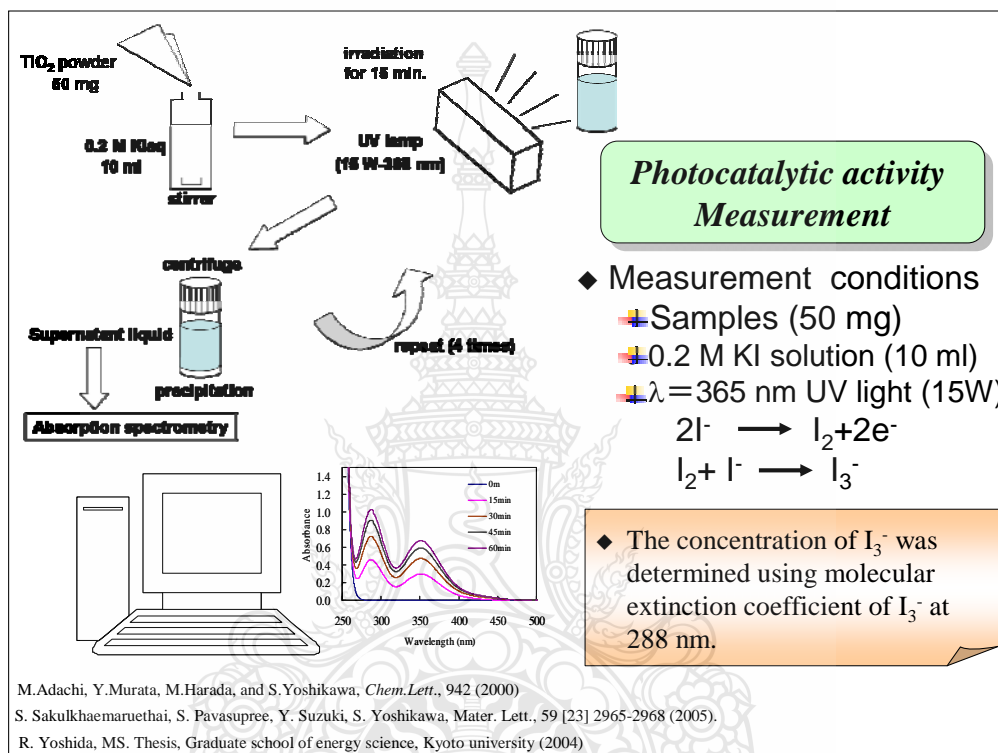 TiO₂ powder
50 mg
0.2 M KIaq
10 ml
stirrer
irradiation
for 15 min.
UV lamp
(15 W-365 nm)
centrifuge
Supernatant liquid
precipitation
repeat (4 times)
Absorption spectrometry
Absorbance
1.4
1.2
1.0
0.8
0.6
0.4
0.2
0.0
0m
15min
30min
45min
60min
250 300 350 400 450 500
Wavelength (nm)
Photocatalytic activity
Measurement
◆ Measurement conditions
Samples (50 mg)
0.2 M KI solution (10 ml)
λ=365 nm UV light (15W)
2I⁻ ⟶ I₂+2e⁻
I₂+ I⁻ ⟶ I₃⁻
◆ The concentration of I₃⁻ was
determined using molecular
extinction coefficient of I₃⁻ at
288 nm.
M.Adachi, Y.Murata, M.Harada, and S.Yoshikawa, Chem.Lett., 942 (2000)
S. Sakulkhaemaruethai, S. Pavasupree, Y. Suzuki, S. Yoshikawa, Mater. Lett., 59 [23] 2965-2968 (2005).
R. Yoshida, MS. Thesis, Graduate school of energy science, Kyoto university (2004)